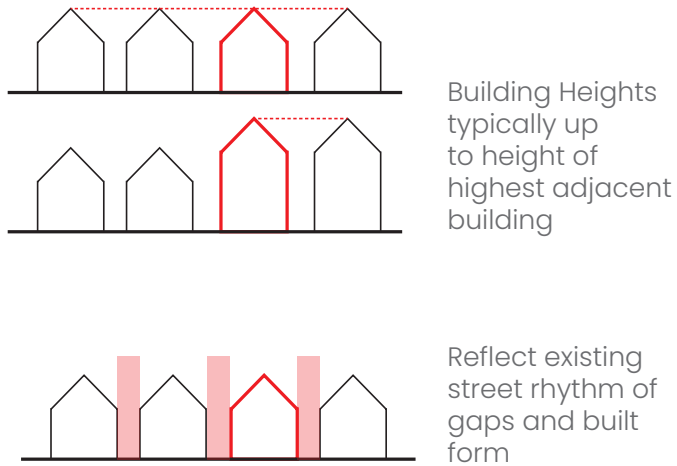 Building Heights
typically up
to height of
highest adjacent
building
Reflect existing
street rhythm of
gaps and built
form